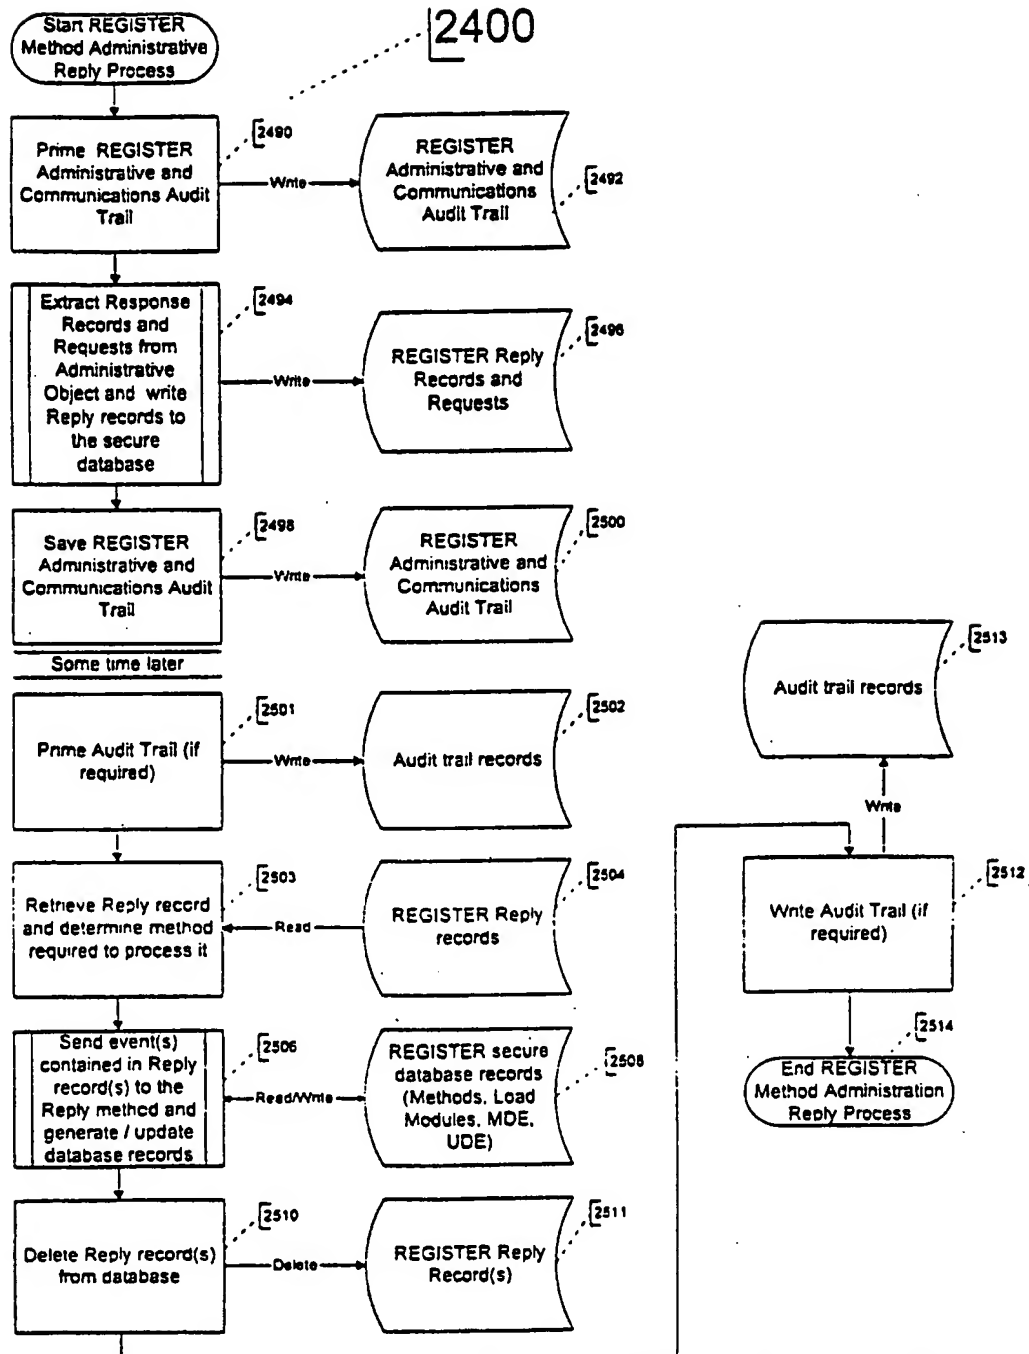 2400
Start REGISTER
Method Administrative
Reply Process
Prime REGISTER
Administrative and
Communications Audit
Trail
2490
Write
REGISTER
Administrative and
Communications
Audit Trail
2492
Extract Response
Records and
Requests from
Administrative
Object and write
Reply records to
the secure
database
2494
Write
REGISTER Reply
Records and
Requests
2496
Save REGISTER
Administrative and
Communications Audit
Trail
2498
Write
REGISTER
Administrative and
Communications
Audit Trail
2500
Some time later
Prime Audit Trail (if
required)
2501
Write
Audit trail records
2502
Retrieve Reply record
and determine method
required to process it
2503
Read
REGISTER Reply
records
2504
Send event(s)
contained in Reply
record(s) to the
Reply method and
generate / update
database records
2506
Read/Write
REGISTER secure
database records
(Methods, Load
Modules, MDE,
UDE)
2508
Delete Reply record(s)
from database
2510
Delete
REGISTER Reply
Record(s)
2511
Audit trail records
2513
Write
Write Audit Trail (if
required)
2512
2514
End REGISTER
Method Administration
Reply Process